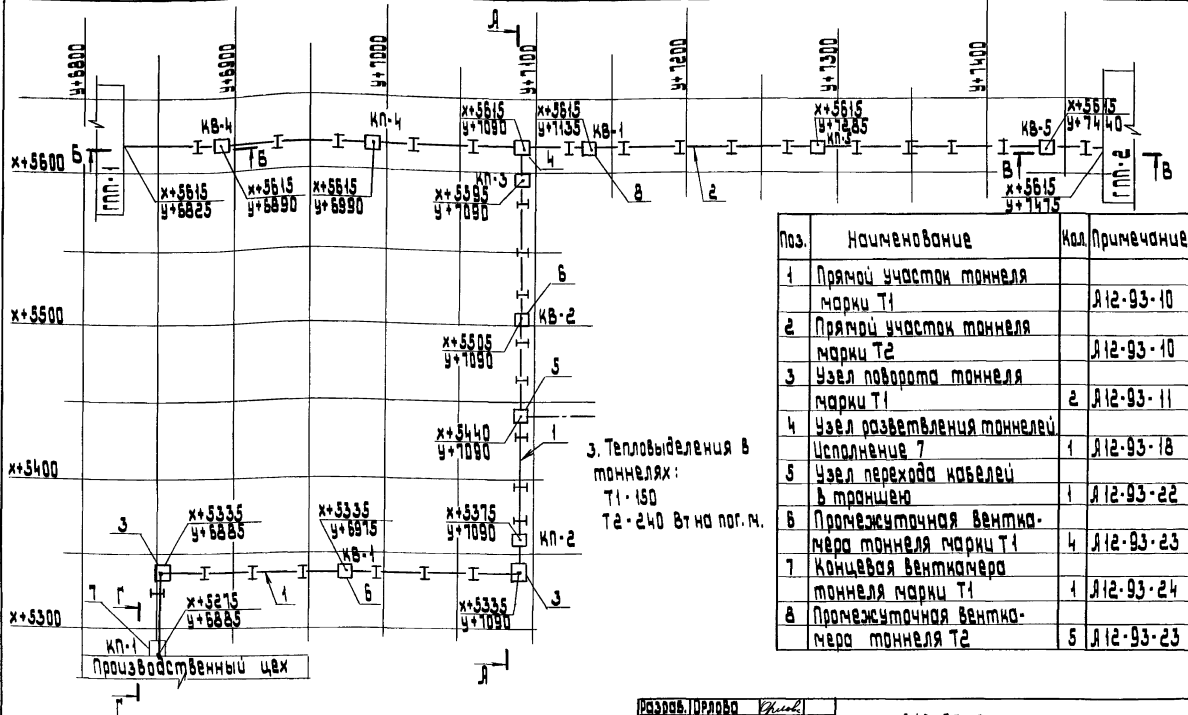 А
у+6800
у+6900
у+7000
у+7100
у+7200
у+7300
у+7400
х+5615
у+7090
х+5615
у+7135
х+5615
у+7285
х+5615
у+7440
КВ-4
КП-4
КВ-1
КП-5
КВ-5
Б
Б
В
В
х+5600
ГПП-1
ГПП-2
х+5615
у+6825
х+5615
у+6890
х+5615
у+6990
КП-3
х+5595
у+7090
4
8
2
х+5615
у+7475
6
х+5500
КВ-2
х+5505
у+7090
5
х+5440
у+7090
1
х+5400
3. Тепловыделения в
тоннелях:
Т1-150
Т2-240 Вт на пог. м.
3
х+5335
у+6885
х+5335
у+6975
х+5375
у+7090
КП-2
КВ-1
7
Г
х+5275
у+6885
1
6
х+5335
у+7090
3
х+5300
КП-1
Производственный цех
Г
А
Поз. Наименование Кол. Примечание
1 Прямой участок тоннеля
марки Т1 А12-93-10
2 Прямой участок тоннеля
марки Т2 А12-93-10
3 Узел поворота тоннеля
марки Т1 2 А12-93-11
4 Узел разветвления тоннелей.
Исполнение 7 1 А12-93-18
5 Узел перехода кабелей
в траншею 1 А12-93-22
6 Промежуточная вентка-
мера тоннеля марки Т1 4 А12-93-23
7 Концевая венткамера
тоннеля марки Т1 1 А12-93-24
8 Промежуточная вентка-
мера тоннеля Т2 5 А12-93-23
Разраб. Орлова